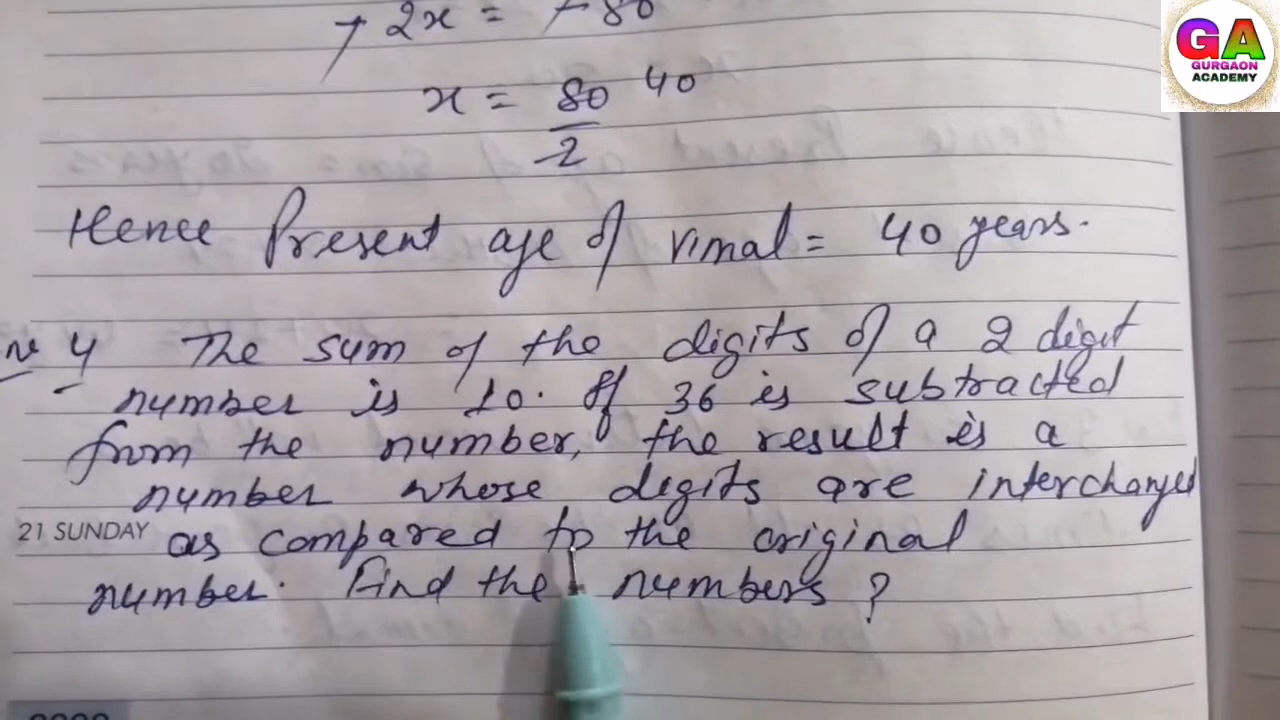 2x = 80
x = 80 40
2
GA
GURGAON
ACADEMY
Hence Present age of vimal = 40 years.
4 The sum of the digits of a 2 digit
number is 10. If 36 is subtracted
from the number, the result is a
number whose digits are interchanged
21 SUNDAY as compared to the original
number. Find the numbers ?